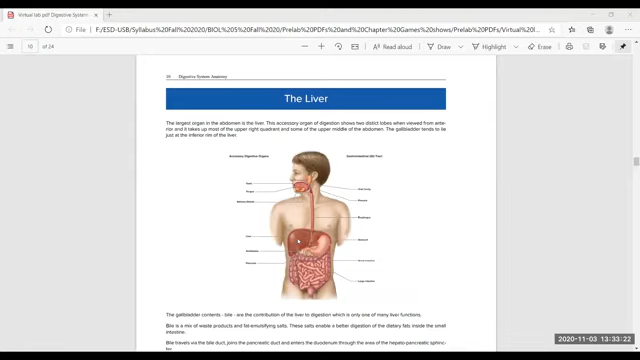 Virtual lab pdf Digestive System
File
F:/ESD-USB/Syllabus%20Fall%202020/BIOL%205%20Fall%202020/Prelab%20PDFs%20and%20Chapter%20Games%20shows/Prelab%20PDFs/Virtual%20l...
10 of 24
Read aloud
Draw
Highlight
Erase
Digestive System Anatomy
The Liver
The largest organ in the abdomen is the liver. This accessory organ of digestion shows two distict lobes when viewed from ante-
rior and it takes up most of the upper right quadrant and some of the upper middle of the abdomen. The gallbladder tends to lie
just at the inferior rim of the liver.
Accessory Digestive Organs
Gastrointestinal (GI) Tract
Esophagus
Liver
Stomach
Pancreas
Large Intestine
The gallbladder contents - bile - are the contribution of the liver to digestion which is only one of many liver functions.
Bile is a mix of waste products and fat-emulsifying salts. These salts enable a better digestion of the dietary fats inside the small
intestine.
Bile travels via the bile duct, joins the pancreatic duct and enters the duodenum through the area of the hepato-pancreatic sphinc-
ter.
2020-11-03 13:33:22